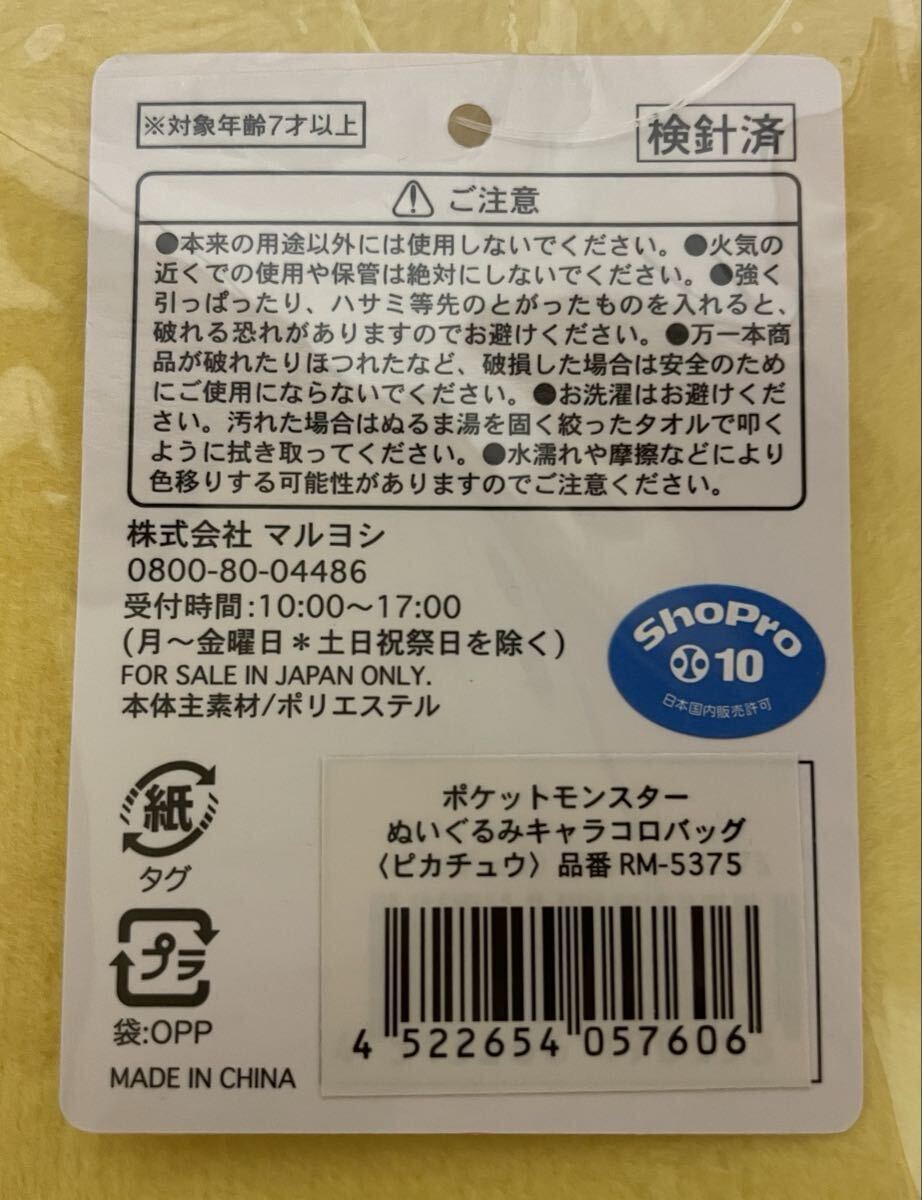 ※対象年齢7才以上
検針済
ご注意
●本来の用途以外には使用しないでください。●火気の
近くでの使用や保管は絶対にしないでください。●強く
引っぱったり、ハサミ等先のとがったものを入れると、
破れる恐れがありますのでお避けください。●万一本商
品が破れたりほつれたなど、破損した場合は安全のため
にご使用にならないでください。●お洗濯はお避けくだ
さい。汚れた場合はぬるま湯を固く絞ったタオルで叩く
ように拭き取ってください。●水濡れや摩擦などにより
色移りする可能性がありますのでご注意ください。
株式会社 マルヨシ
0800-80-04486
受付時間:10:00〜17:00
(月〜金曜日*土日祝祭日を除く)
FOR SALE IN JAPAN ONLY.
本体主素材/ポリエステル
ShoPro
10
日本国内販売許可
紙
タグ
プラ
袋:OPP
MADE IN CHINA
ポケットモンスター
ぬいぐるみキャラコロバッグ
〈ピカチュウ〉品番 RM-5375
4 522654 057606